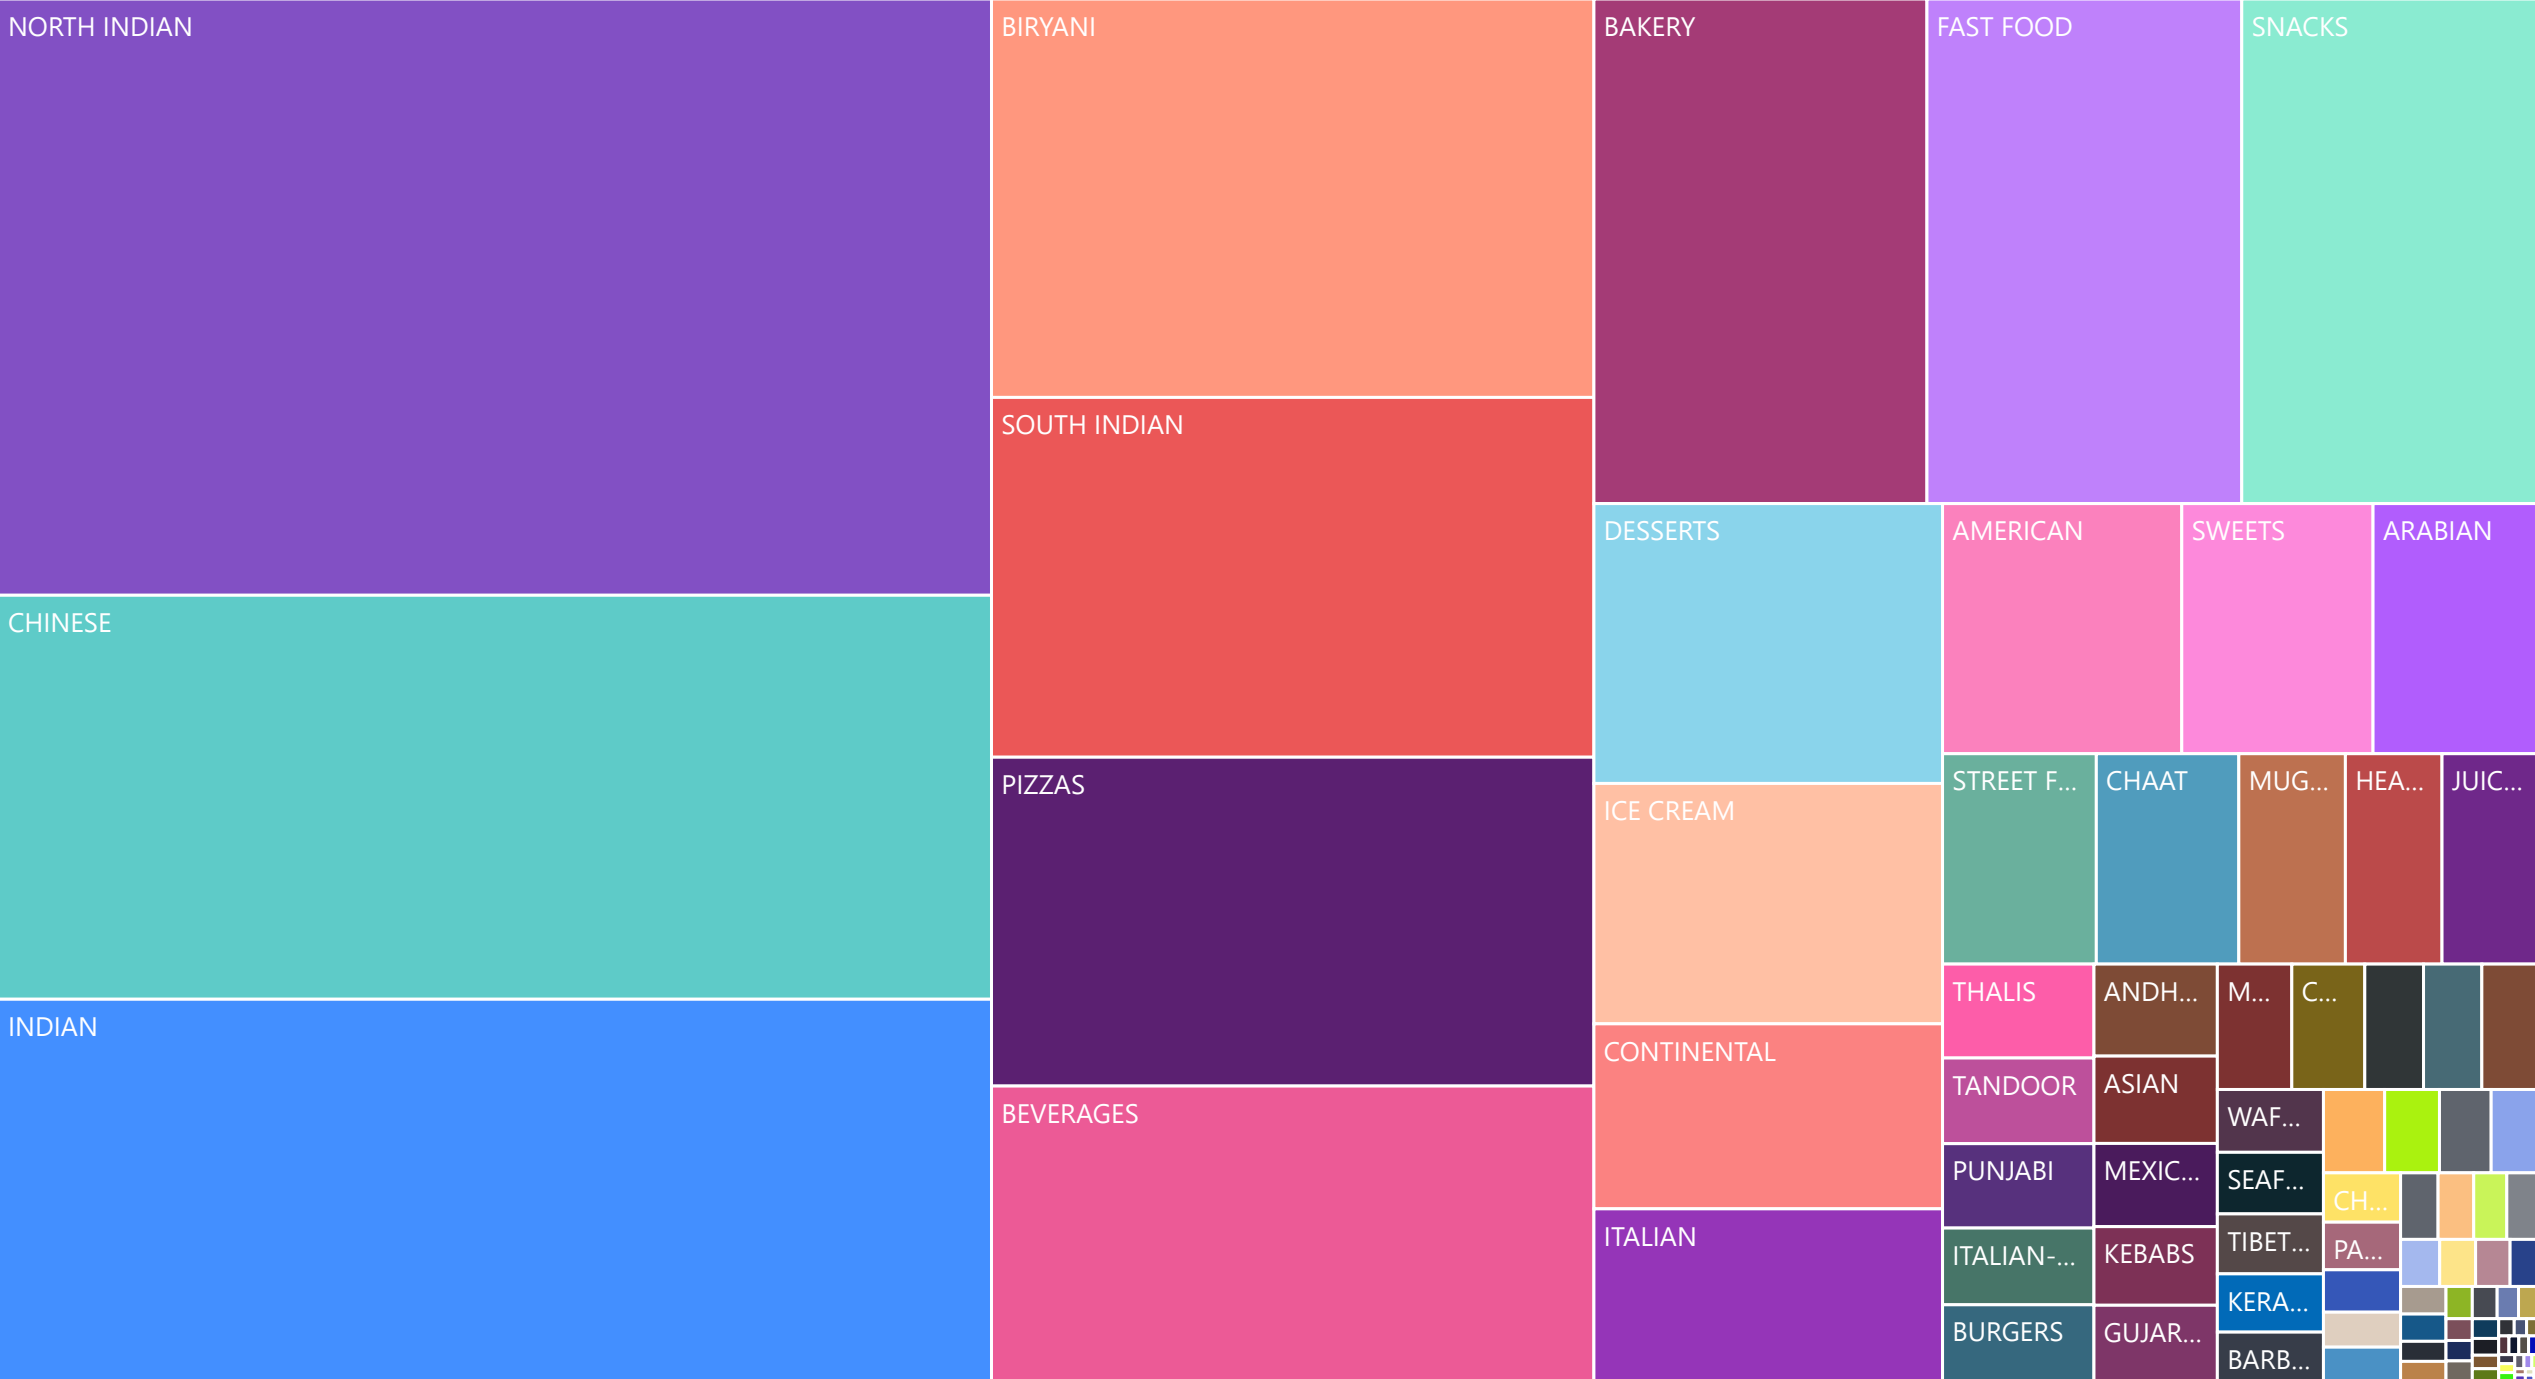 NORTH INDIAN
CHINESE
INDIAN
BIRYANI
SOUTH INDIAN
PIZZAS
BEVERAGES
BAKERY
FAST FOOD
SNACKS
DESSERTS
ICE CREAM
CONTINENTAL
ITALIAN
AMERICAN
SWEETS
ARABIAN
STREET F...
CHAAT
MUG...
HEA...
JUIC...
THALIS
TANDOOR
PUNJABI
ITALIAN-...
BURGERS
ANDH...
ASIAN
MEXIC...
KEBABS
GUJAR...
M...
C...
WAF...
SEAF...
TIBET...
KERA...
BARB...
CH...
PA...